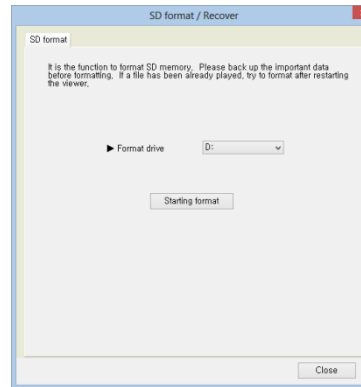 SD format / Recover
SD format
It is the function to format SD memory, Please back up the important data
before formatting, If a file has been already played, try to format after restarting
the viewer,
▶ Format drive
D:
Starting format
Close